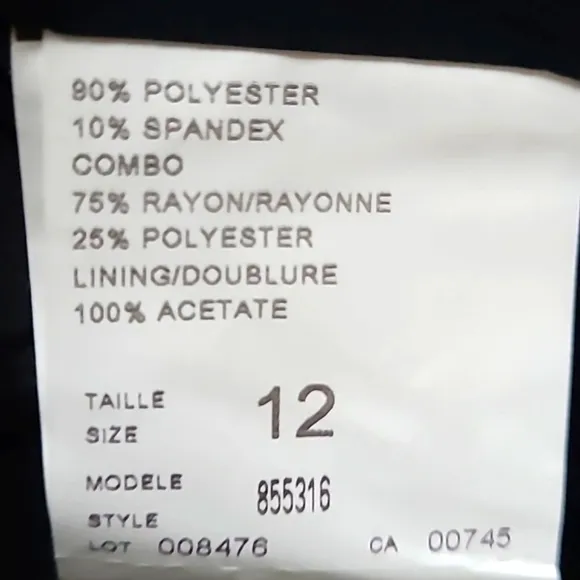 90% POLYESTER
10% SPANDEX
COMBO
75% RAYON/RAYONNE
25% POLYESTER
LINING/DOUBLURE
100% ACETATE
TAILLE
SIZE
12
MODELE
STYLE
855316
LOT 008476
CA 00745